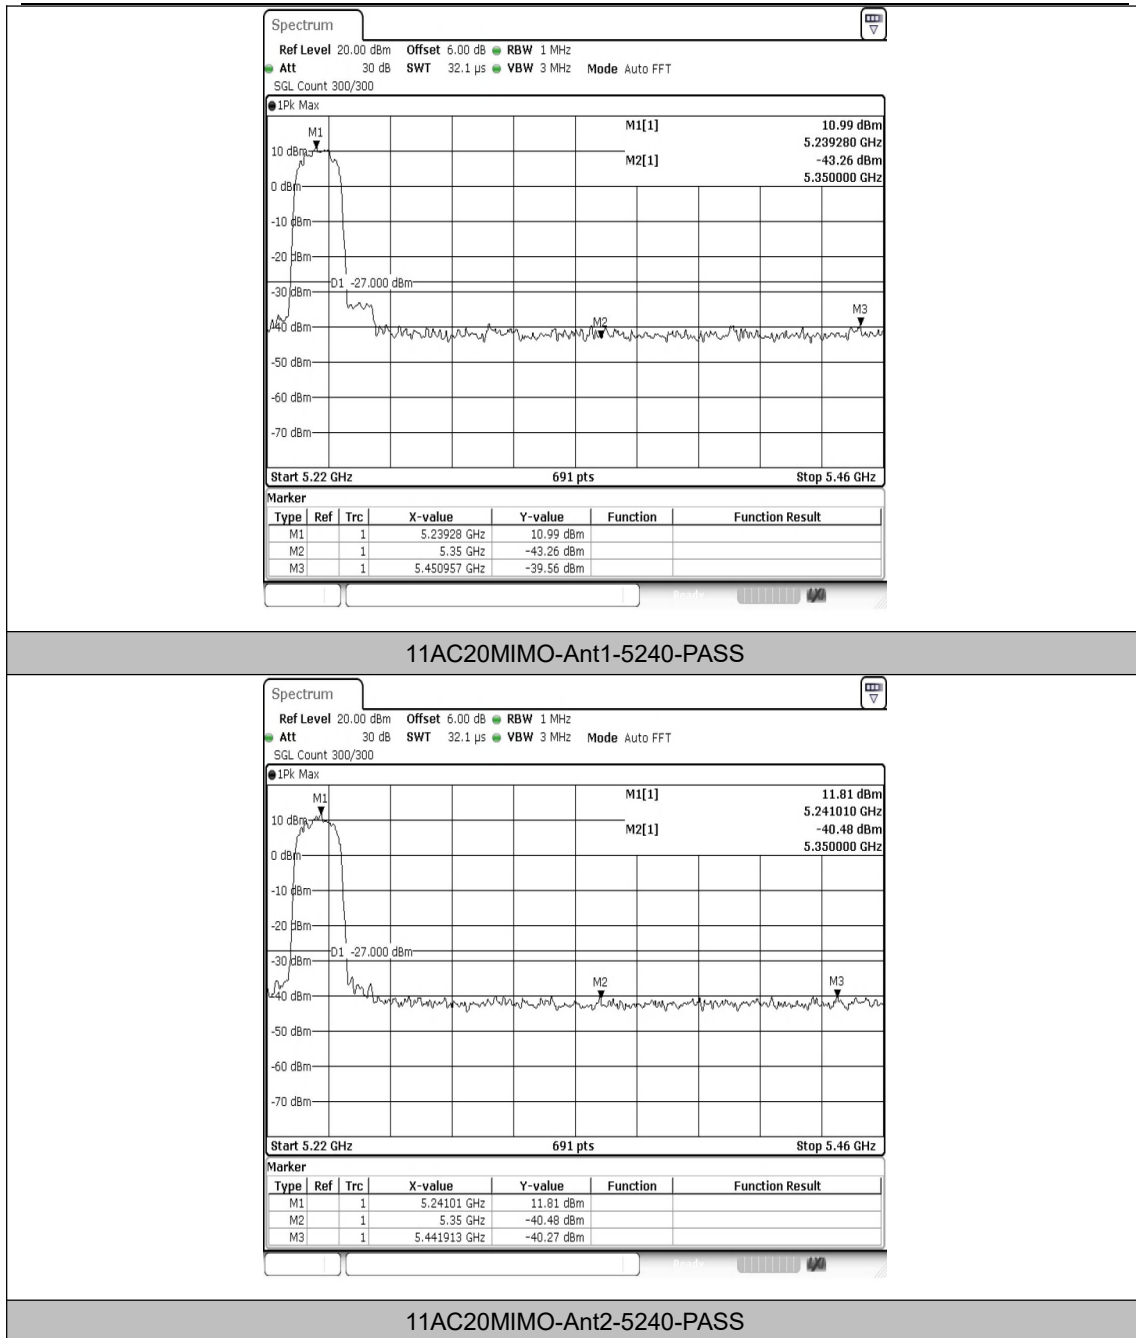 Spectrum
Ref Level 20.00 dBm Offset 6.00 dB RBW 1 MHz
Att 30 dB SWT 32.1 µs VBW 3 MHz Mode Auto FFT
SGL Count 300/300
1Pk Max
M1[1] 10.99 dBm
5.239280 GHz
M2[1] -43.26 dBm
5.350000 GHz
M1
10 dBm
0 dBm
-10 dBm
-20 dBm
D1 -27.000 dBm
-30 dBm
M3
M2
-40 dBm
-50 dBm
-60 dBm
-70 dBm
Start 5.22 GHz 691 pts Stop 5.46 GHz
Marker
Type Ref Trc X-value Y-value Function Function Result
M1 1 5.23928 GHz 10.99 dBm
M2 1 5.35 GHz -43.26 dBm
M3 1 5.450957 GHz -39.56 dBm
Ready
11AC20MIMO-Ant1-5240-PASS
Spectrum
Ref Level 20.00 dBm Offset 6.00 dB RBW 1 MHz
Att 30 dB SWT 32.1 µs VBW 3 MHz Mode Auto FFT
SGL Count 300/300
1Pk Max
M1[1] 11.81 dBm
5.241010 GHz
M2[1] -40.48 dBm
5.350000 GHz
M1
10 dBm
0 dBm
-10 dBm
-20 dBm
D1 -27.000 dBm
-30 dBm
M2 M3
-40 dBm
-50 dBm
-60 dBm
-70 dBm
Start 5.22 GHz 691 pts Stop 5.46 GHz
Marker
Type Ref Trc X-value Y-value Function Function Result
M1 1 5.24101 GHz 11.81 dBm
M2 1 5.35 GHz -40.48 dBm
M3 1 5.441913 GHz -40.27 dBm
Ready
11AC20MIMO-Ant2-5240-PASS